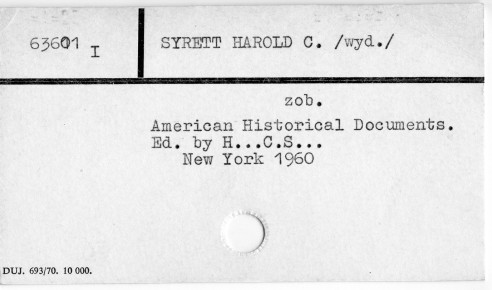 63601 I
SYRETT HAROLD C. /wyd./
zob.
American Historical Documents.
Ed. by H...C.S...
New York 1960
DUJ. 693/70. 10 000.